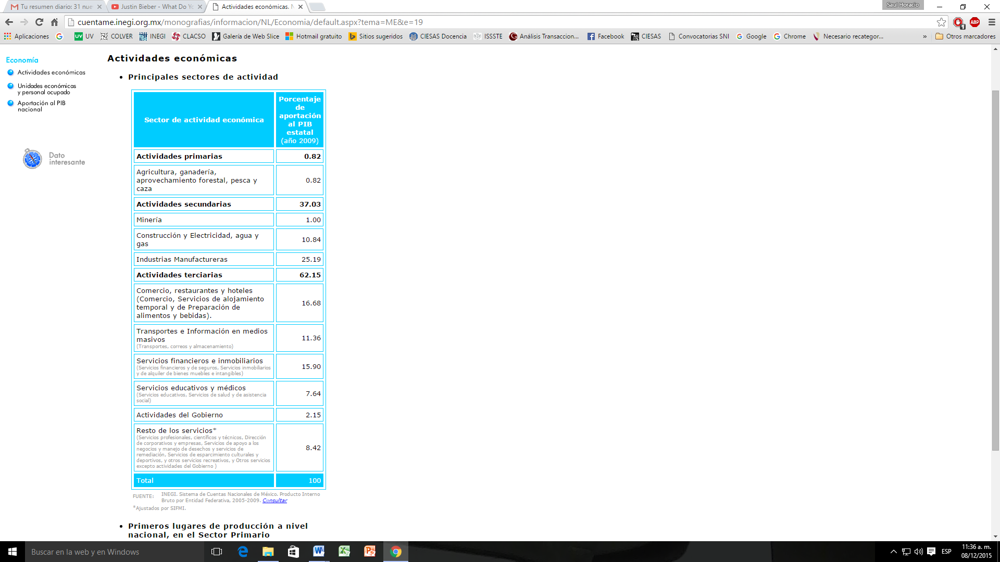 Tu resumen diario: 31 nue
Justin Bieber - What Do Yo
Actividades económicas. N
Saul Horacio
cuentame.inegi.org.mx/monografias/informacion/NL/Economia/default.aspx?tema=ME&e=19
1
ABP
Aplicaciones
UV UV
COLVER
INEGI
CLACSO
Galería de Web Slice
Hotmail gratuito
Sitios sugeridos
CIESAS Docencia
ISSSTE
Análisis Transaccion...
Facebook
CIESAS
Convocatorias SNI
Google
Chrome
Necesario recategor...
»
Otros marcadores
Economía
Actividades económicas
Unidades económicas
y personal ocupado
Aportación al PIB
nacional
Dato
interesante
Actividades económicas
• Principales sectores de actividad
Sector de actividad económica
Porcentaje
de
aportación
al PIB
estatal
(año 2009)
Actividades primarias 0.82
Agricultura, ganadería,
aprovechamiento forestal, pesca y
caza
0.82
Actividades secundarias 37.03
Minería 1.00
Construcción y Electricidad, agua y
gas
10.84
Industrias Manufactureras 25.19
Actividades terciarias 62.15
Comercio, restaurantes y hoteles
(Comercio, Servicios de alojamiento
temporal y de Preparación de
alimentos y bebidas).
16.68
Transportes e Información en medios
masivos
(Transportes, correos y almacenamiento)
11.36
Servicios financieros e inmobiliarios
(Servicios financieros y de seguros, Servicios inmobiliarios
y de alquiler de bienes muebles e intangibles)
15.90
Servicios educativos y médicos
(Servicios educativos, Servicios de salud y de asistencia
social)
7.64
Actividades del Gobierno 2.15
Resto de los servicios*
(Servicios profesionales, científicos y técnicos, Dirección
de corporativos y empresas, Servicios de apoyo a los
negocios y manejo de desechos y servicios de
remediación, Servicios de esparcimiento culturales y
deportivos, y otros servicios recreativos, y Otros servicios
excepto actividades del Gobierno )
8.42
Total 100
FUENTE: INEGI. Sistema de Cuentas Nacionales de México. Producto Interno
Bruto por Entidad Federativa, 2005-2009. Consultar
*Ajustados por SIFMI.
• Primeros lugares de producción a nivel
nacional, en el Sector Primario
Buscar en la web y en Windows
ESP
11:36 a. m.
08/12/2015